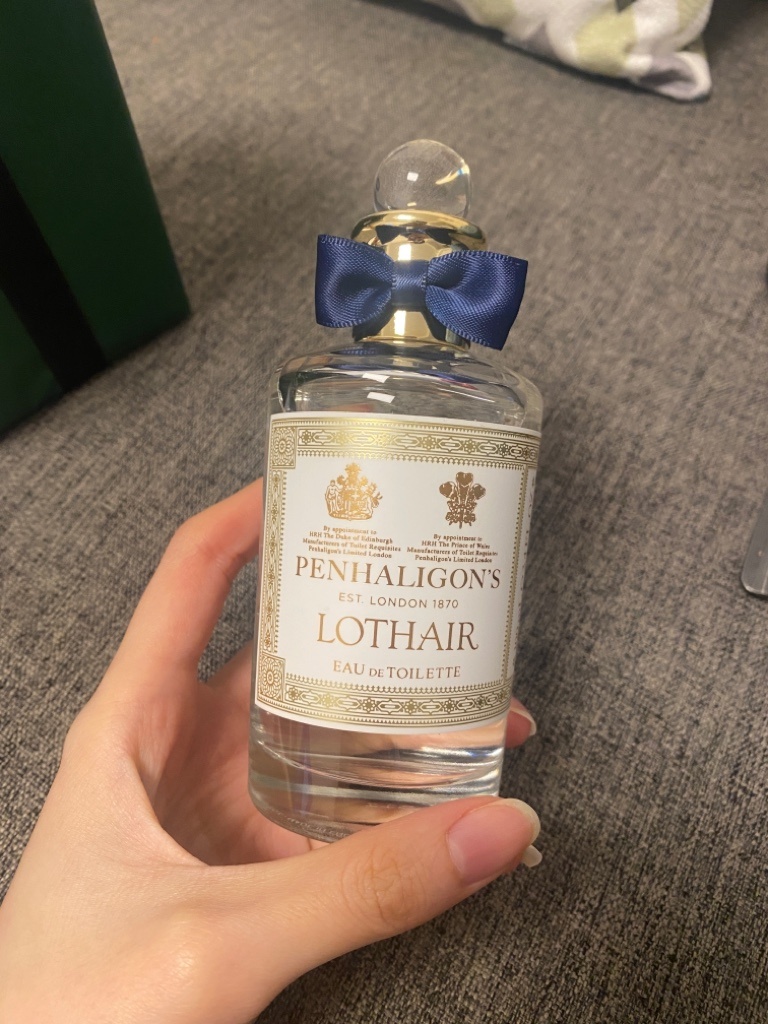 By appointment to
HRH The Duke of Edinburgh
Manufacturers of Toilet Requisites
Penhaligon's Limited London
By appointment to
HRH The Prince of Wales
Manufacturers of Toilet Requisites
Penhaligon's Limited London
PENHALIGON'S
EST. LONDON 1870
LOTHAIR
EAU DE TOILETTE